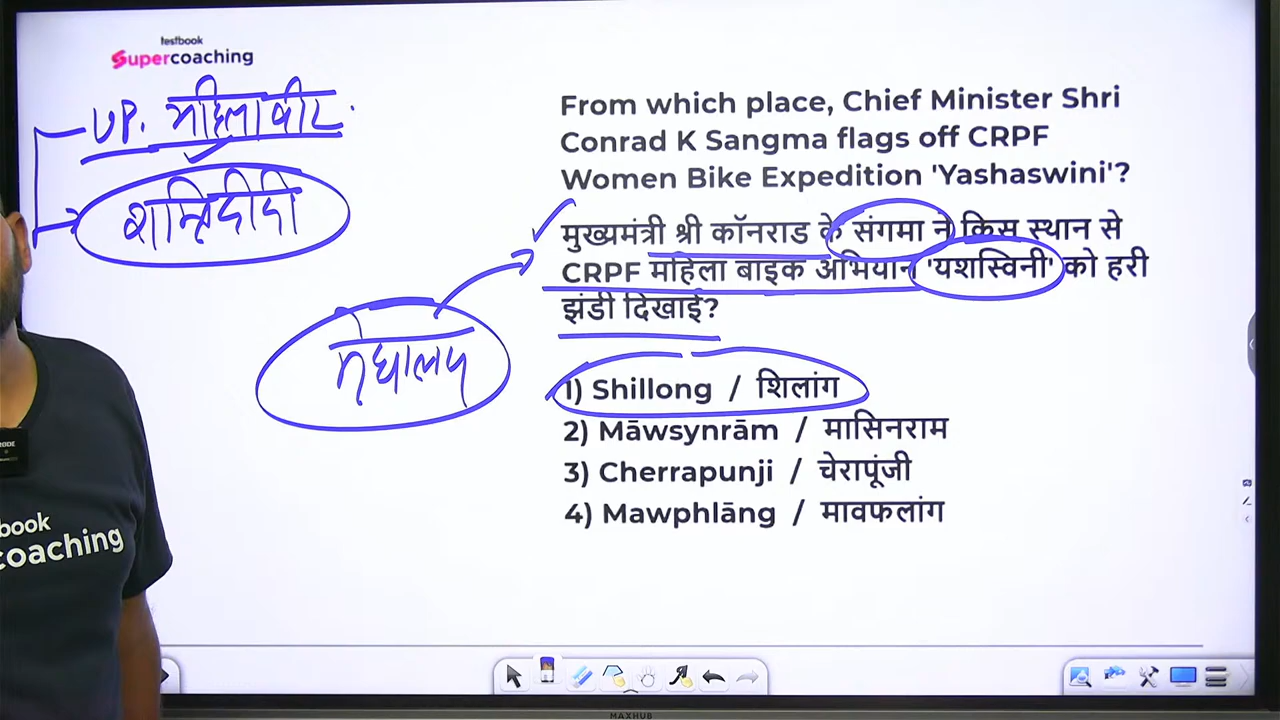 testbook
Supercoaching
UP. महिला बीट
शक्ति दीदी
From which place, Chief Minister Shri
Conrad K Sangma flags off CRPF
Women Bike Expedition 'Yashaswini'?
मुख्यमंत्री श्री कॉनराड के संगमा ने किस स्थान से
CRPF महिला बाइक अभियान 'यशस्विनी' को हरी
झंडी दिखाई?
मेघालय
1) Shillong / शिलांग
2) Māwsynrām / मासिनराम
3) Cherrapunji / चेरापूंजी
4) Mawphlāng / मावफलांग
book
coaching
MAXHUB